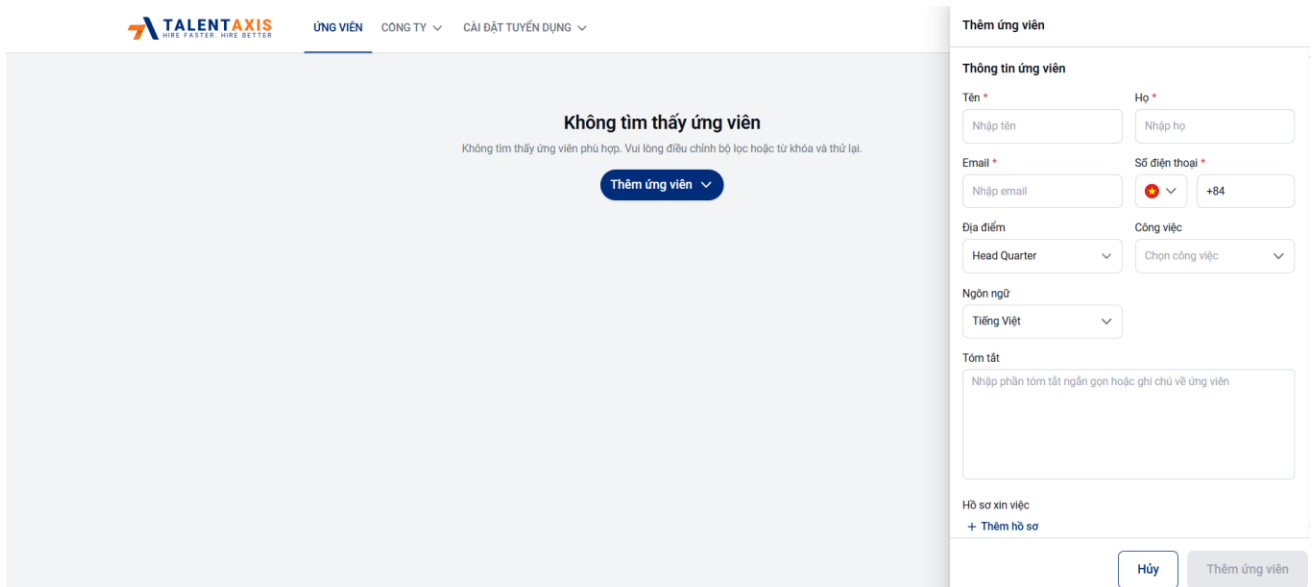 TALENTAXIS
HIRE FASTER. HIRE BETTER
ỨNG VIÊN CÔNG TY CÀI ĐẶT TUYỂN DỤNG
Không tìm thấy ứng viên
Không tìm thấy ứng viên phù hợp. Vui lòng điều chỉnh bộ lọc hoặc từ khóa và thử lại.
Thêm ứng viên
Thêm ứng viên
Thông tin ứng viên
Tên * Họ *
Nhập tên Nhập họ
Email * Số điện thoại *
Nhập email +84
Địa điểm Công việc
Head Quarter Chọn công việc
Ngôn ngữ
Tiếng Việt
Tóm tắt
Nhập phần tóm tắt ngắn gọn hoặc ghi chú về ứng viên
Hồ sơ xin việc
+ Thêm hồ sơ
Hủy Thêm ứng viên